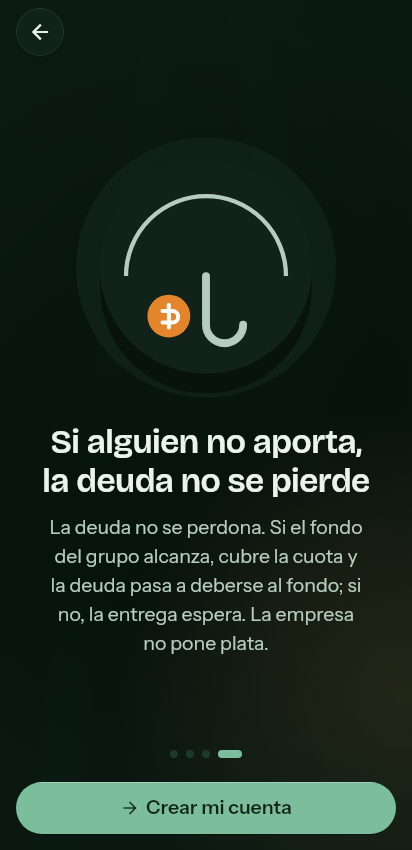 Si alguien no aporta,
la deuda no se pierde
La deuda no se perdona. Si el fondo
del grupo alcanza, cubre la cuota y
la deuda pasa a deberse al fondo; si
no, la entrega espera. La empresa
no pone plata.
Crear mi cuenta